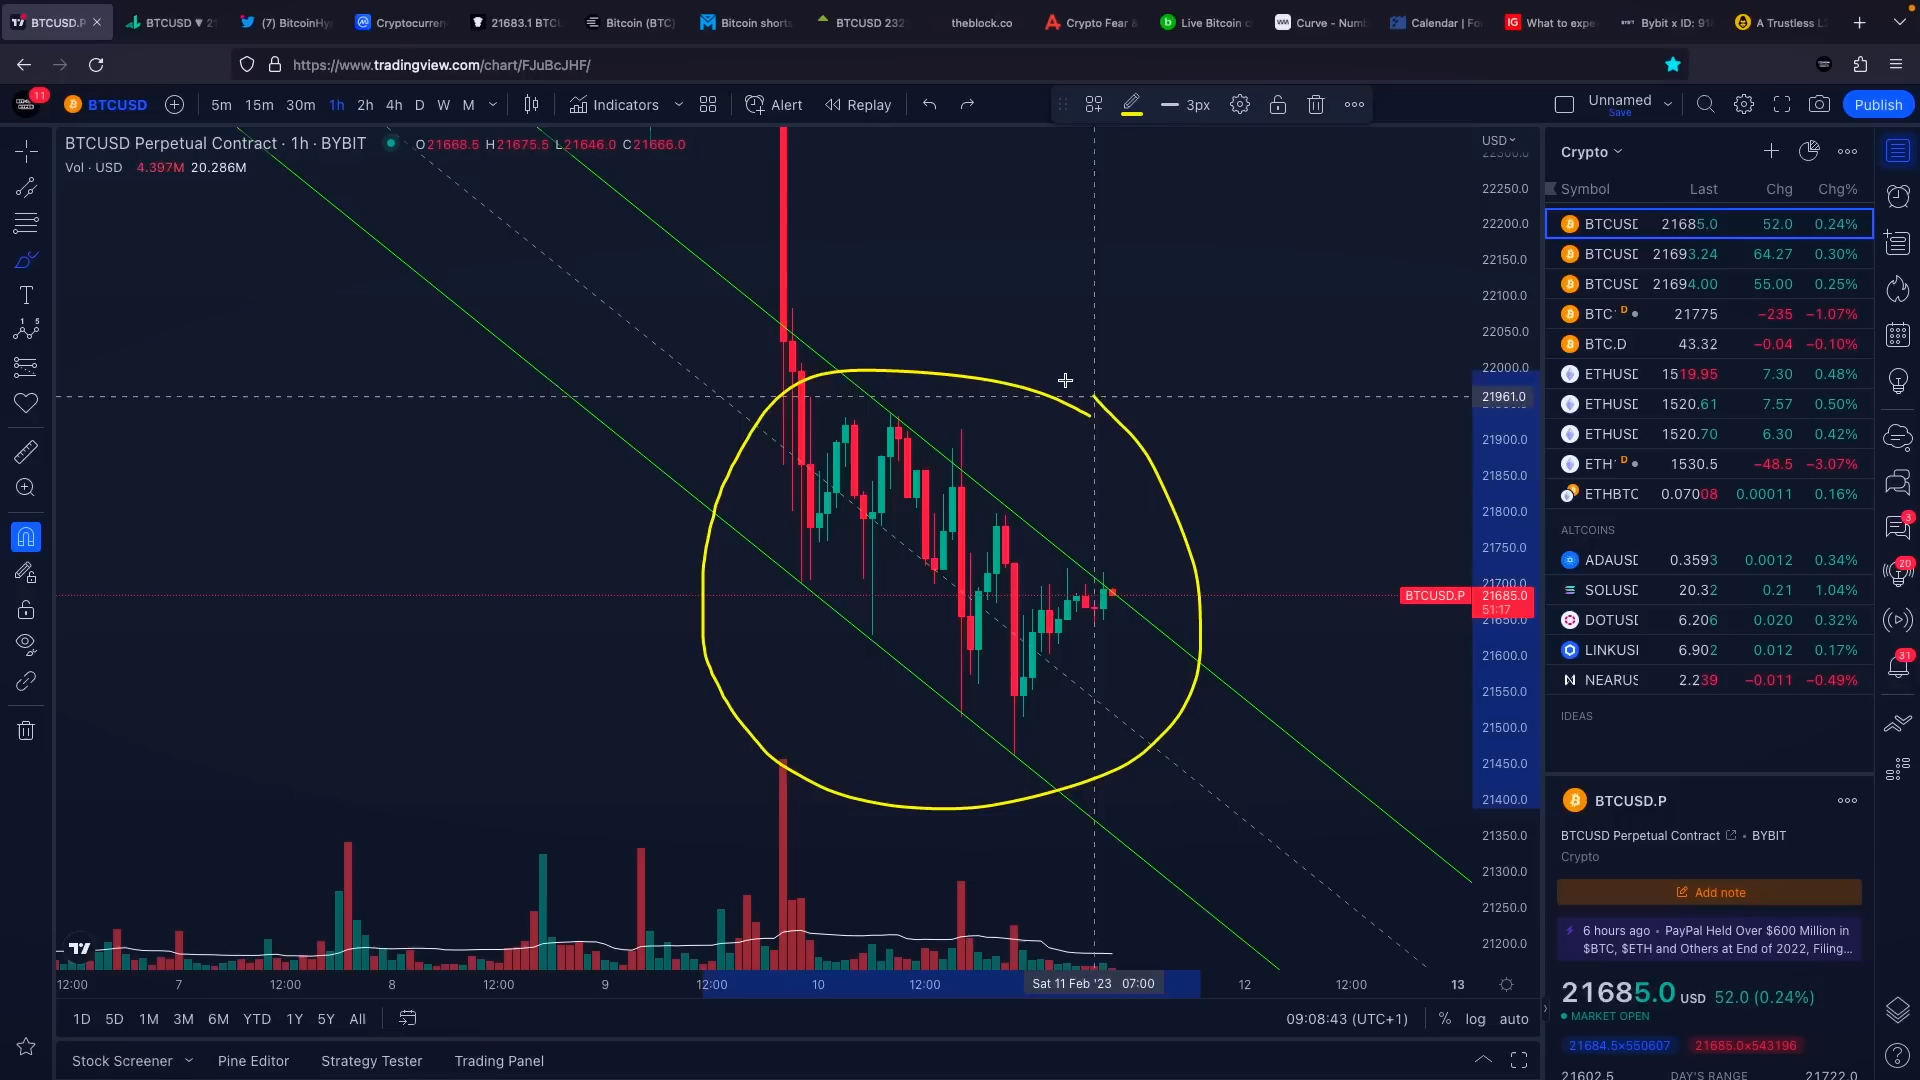 BTCUSD.P
BTCUSD ▼ 21
(7) BitcoinHy
Cryptocurren
21683.1 BTCU
Bitcoin (BTC)
Bitcoin shorts
BTCUSD 232
theblock.co
Crypto Fear &
Live Bitcoin
Curve - Num
Calendar | Fo
What to expe
Bybit x ID: 91
A Trustless L
https://www.tradingview.com/chart/FJuBcJHF/
11
BTCUSD
5m 15m 30m 1h 2h 4h D W M
Indicators
Alert
Replay
3px
Unnamed
Save
Publish
BTCUSD Perpetual Contract · 1h · BYBIT
O21668.5 H21675.5 L21646.0 C21666.0
Vol · USD 4.397M 20.286M
USD
22300.0
22250.0
22200.0
22150.0
22100.0
22050.0
22000.0
21961.0
21900.0
21850.0
21800.0
21750.0
21700.0
BTCUSD.P 21685.0
51:17
21650.0
21600.0
21550.0
21500.0
21450.0
21400.0
21350.0
21300.0
21250.0
21200.0
12:00 7 12:00 8 12:00 9 12:00 10 12:00 Sat 11 Feb '23 07:00 12 12:00 13
1D 5D 1M 3M 6M YTD 1Y 5Y All
09:08:43 (UTC+1) % log auto
Stock Screener Pine Editor Strategy Tester Trading Panel
Crypto
Symbol Last Chg Chg%
BTCUSD 21685.0 52.0 0.24%
BTCUSD 21693.24 64.27 0.30%
BTCUSD 21694.00 55.00 0.25%
BTC D 21775 −235 −1.07%
BTC.D 43.32 −0.04 −0.10%
ETHUSD 1519.95 7.30 0.48%
ETHUSD 1520.61 7.57 0.50%
ETHUSD 1520.70 6.30 0.42%
ETH D 1530.5 −48.5 −3.07%
ETHBTC 0.07008 0.00011 0.16%
ALTCOINS
ADAUSD 0.3593 0.0012 0.34%
SOLUSD 20.32 0.21 1.04%
DOTUSD 6.206 0.020 0.32%
LINKUS 6.902 0.012 0.17%
NEARUS 2.239 −0.011 −0.49%
IDEAS
BTCUSD.P
BTCUSD Perpetual Contract • BYBIT
Crypto
Add note
6 hours ago • PayPal Held Over $600 Million in
$BTC, $ETH and Others at End of 2022, Filing...
21685.0 USD 52.0 (0.24%)
MARKET OPEN
21684.5×550607 21685.0×543196
21602.5 DAY'S RANGE 21722.0
3
20
31